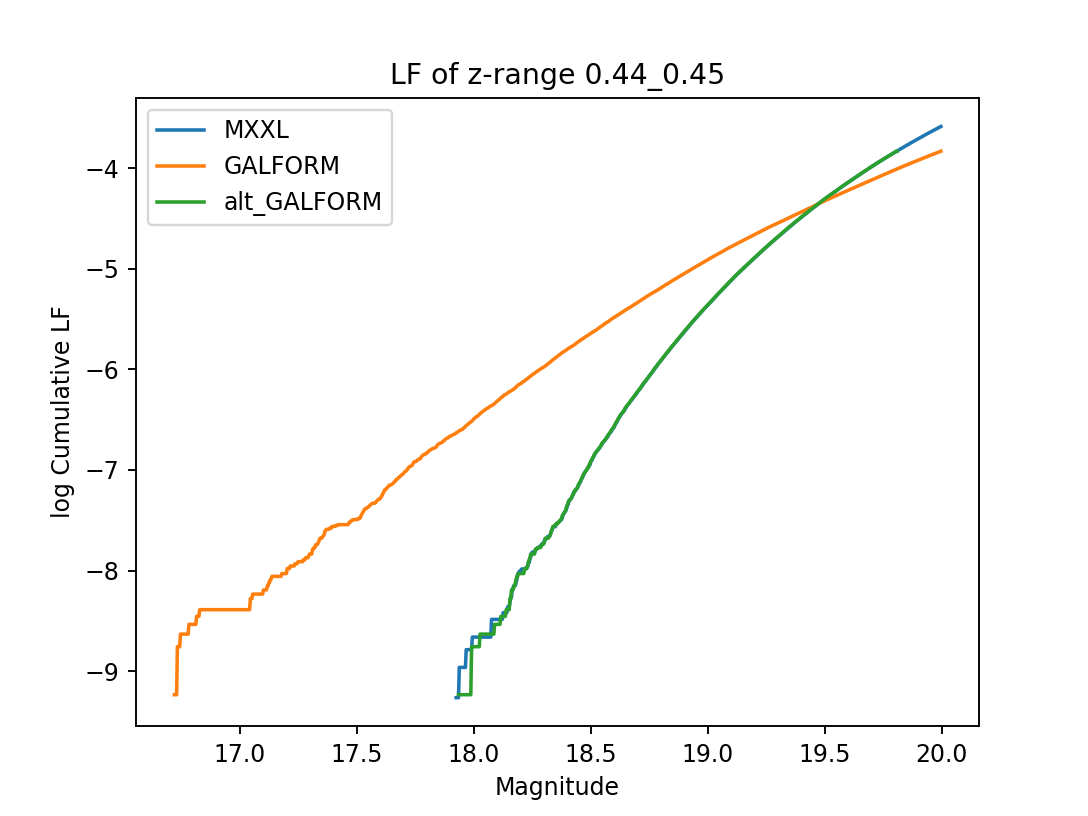 LF of z-range 0.44_0.45
MXXL
GALFORM
alt_GALFORM
log Cumulative LF
−4
−5
−6
−7
−8
−9
17.0 17.5 18.0 18.5 19.0 19.5 20.0
Magnitude